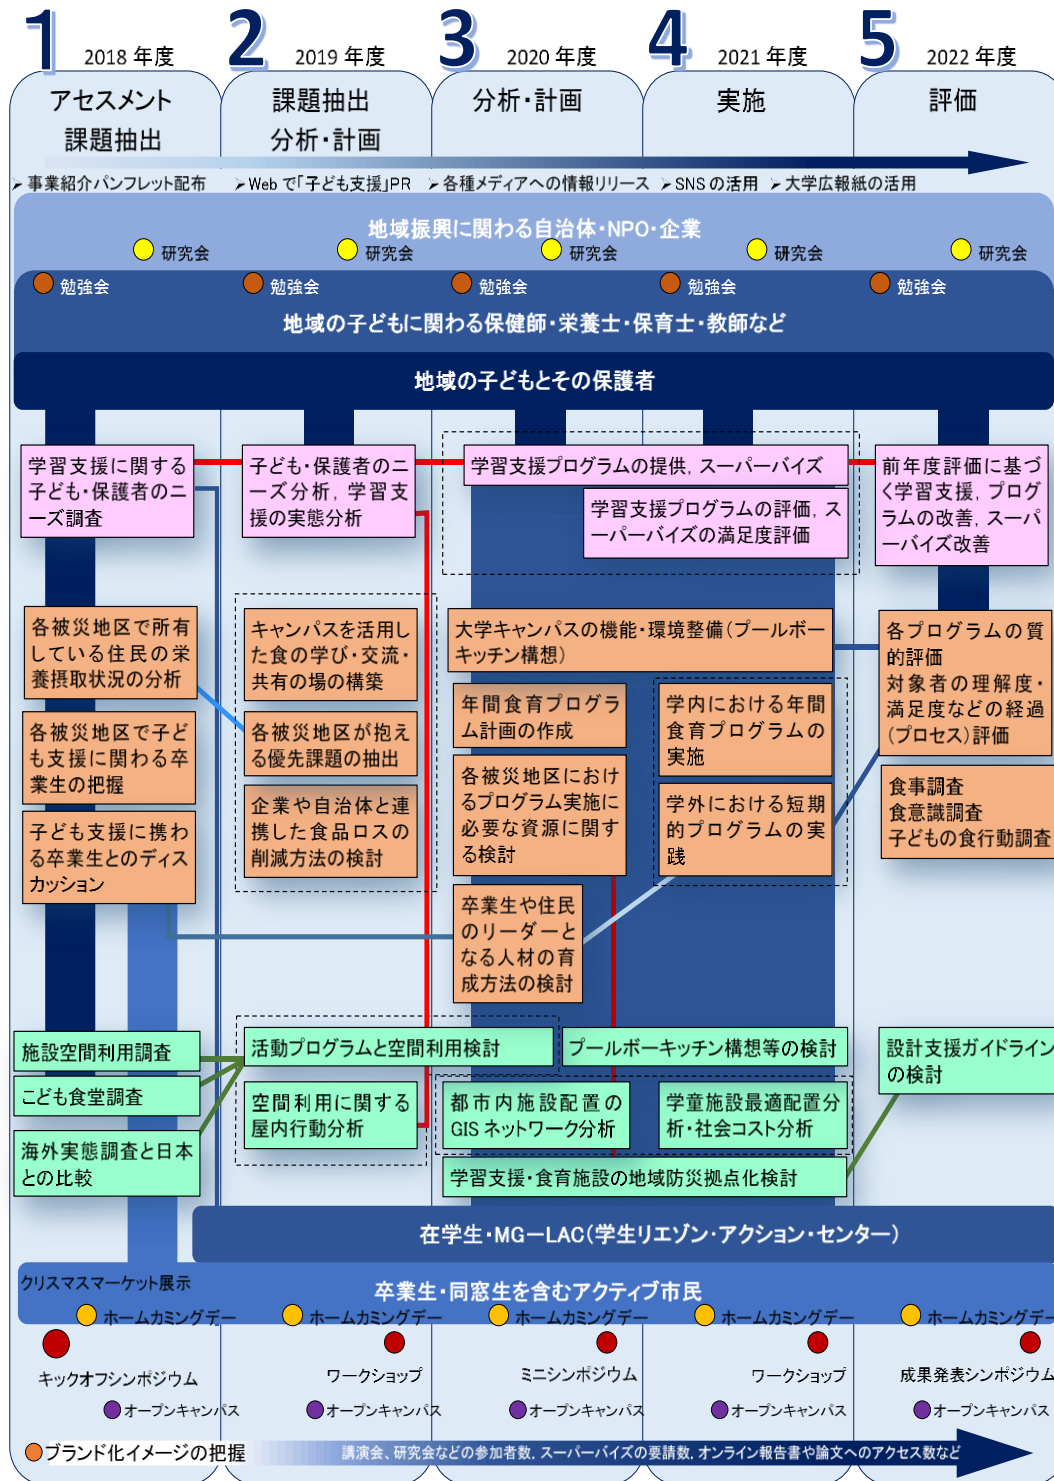 1 2018 年度
2 2019 年度
3 2020 年度
4 2021 年度
5 2022 年度
アセスメント
課題抽出
課題抽出
分析・計画
分析・計画
実施
評価
➢ 事業紹介パンフレット配布
➢ Web で「子ども支援」PR
➢ 各種メディアへの情報リリース
➢ SNS の活用
➢ 大学広報紙の活用
地域振興に関わる自治体・NPO・企業
研究会
研究会
研究会
研究会
研究会
勉強会
勉強会
勉強会
勉強会
勉強会
地域の子どもに関わる保健師・栄養士・保育士・教師など
地域の子どもとその保護者
学習支援に関する
子ども・保護者のニ
ーズ調査
子ども・保護者のニ
ーズ分析, 学習支
援の実態分析
学習支援プログラムの提供, スーパーバイズ
学習支援プログラムの評価, ス
ーパーバイズの満足度評価
前年度評価に基づ
く学習支援, プログ
ラムの改善, スーパ
ーバイズ改善
各被災地区で所有
している住民の栄
養摂取状況の分析
各被災地区で子ど
も支援に関わる卒
業生の把握
子ども支援に携わ
る卒業生とのディス
カッション
キャンパスを活用し
た食の学び・交流・
共有の場の構築
各被災地区が抱え
る優先課題の抽出
企業や自治体と連
携した食品ロスの
削減方法の検討
大学キャンパスの機能・環境整備(プールボー
キッチン構想)
年間食育プログラ
ム計画の作成
各被災地区におけ
るプログラム実施に
必要な資源に関す
る検討
卒業生や住民
のリーダーと
なる人材の育
成方法の検討
学内における年間
食育プログラムの
実施
学外における短期
的プログラムの実
践
各プログラムの質
的評価
対象者の理解度・
満足度などの経過
(プロセス)評価
食事調査
食意識調査
子どもの食行動調査
施設空間利用調査
こども食堂調査
海外実態調査と日本
との比較
活動プログラムと空間利用検討
空間利用に関する
屋内行動分析
プールボーキッチン構想等の検討
都市内施設配置の
GIS ネットワーク分析
学童施設最適配置分
析・社会コスト分析
学習支援・食育施設の地域防災拠点化検討
設計支援ガイドライン
の検討
在学生・MG－LAC(学生リエゾン・アクション・センター)
クリスマスマーケット展示
卒業生・同窓生を含むアクティブ市民
ホームカミングデー
ホームカミングデー
ホームカミングデー
ホームカミングデー
ホームカミングデー
キックオフシンポジウム
ワークショップ
ミニシンポジウム
ワークショップ
成果発表シンポジウム
オープンキャンパス
オープンキャンパス
オープンキャンパス
オープンキャンパス
オープンキャンパス
ブランド化イメージの把握
講演会、研究会などの参加者数, スーパーバイズの要請数, オンライン報告書や論文へのアクセス数など